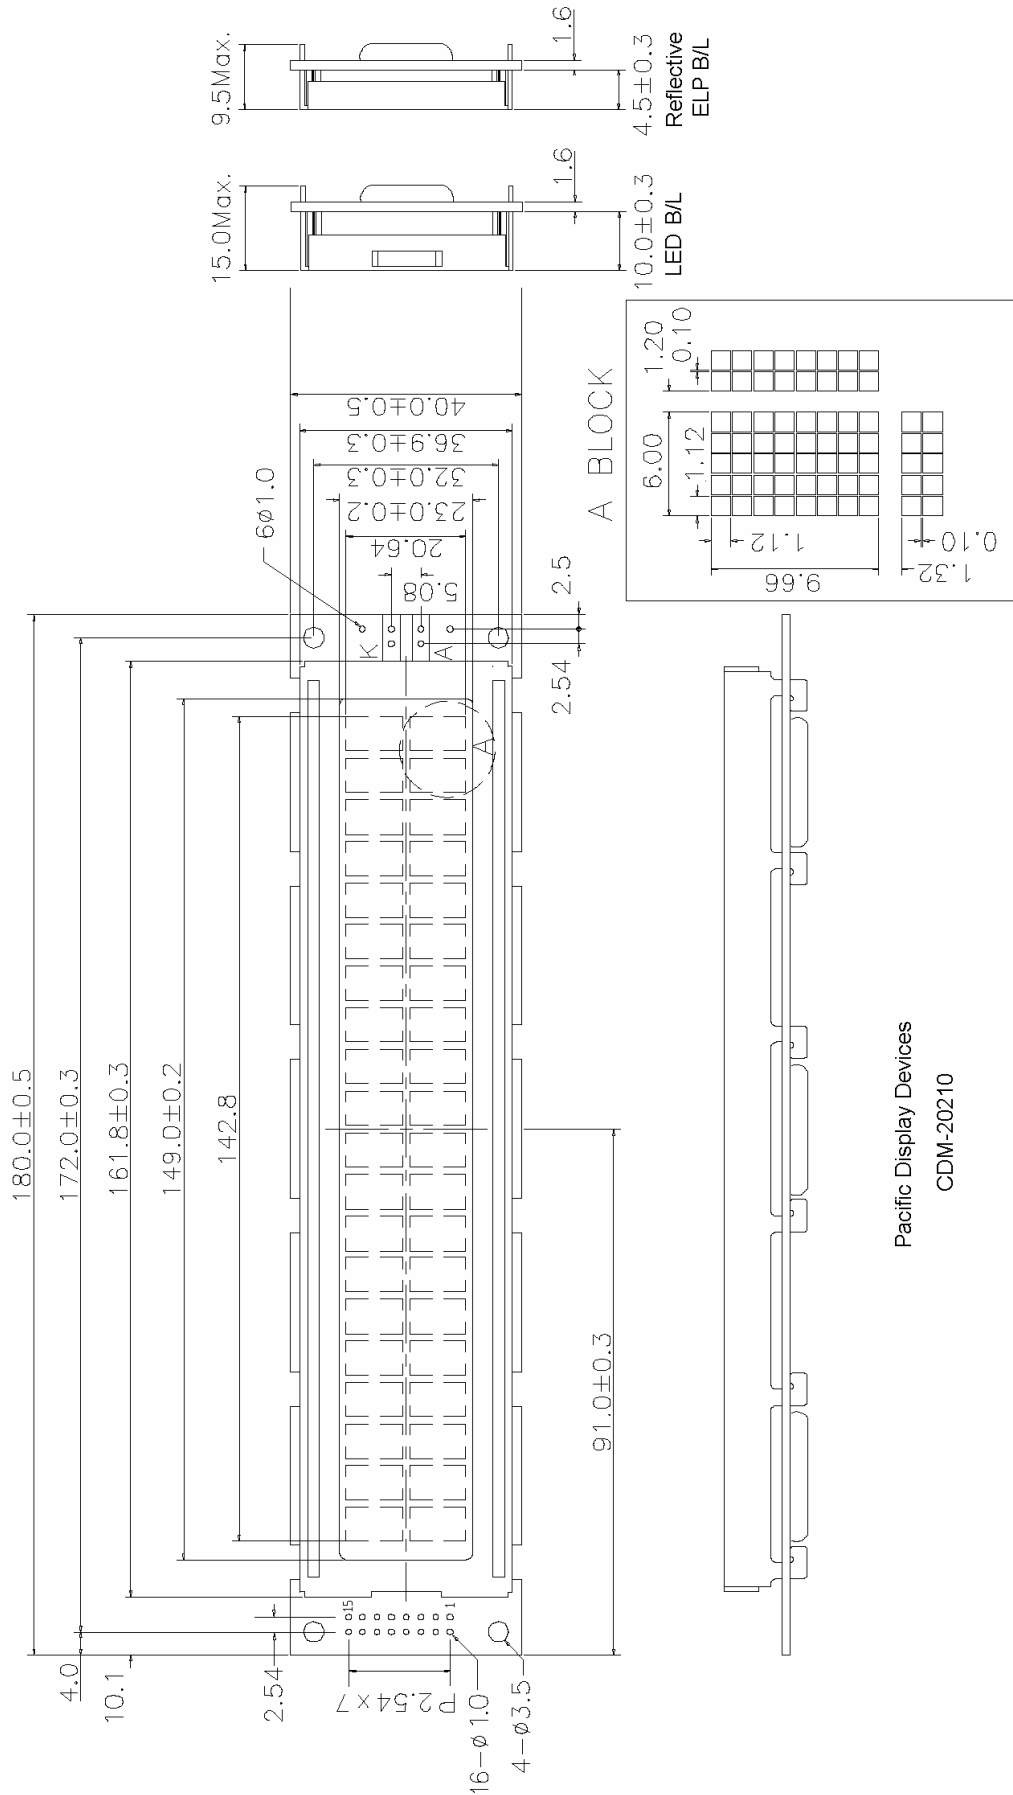 180.0±0.5
172.0±0.3
161.8±0.3
149.0±0.2
142.8
4.0
10.1
2.54
P2.54×7
16-ø1.0
4-ø3.5
15
1
91.0±0.3
A
K
A
6ø1.0
2.5
2.54
5.08
20.64
23.0±0.2
32.0±0.3
36.9±0.3
40.0±0.5
15.0Max.
1.6
10.0±0.3
LED B/L
9.5Max.
1.6
4.5±0.3
Reflective
ELP B/L
A BLOCK
6.00
1.12
1.20
0.10
1.12
9.66
1.32
0.10
Pacific Display Devices
CDM-20210